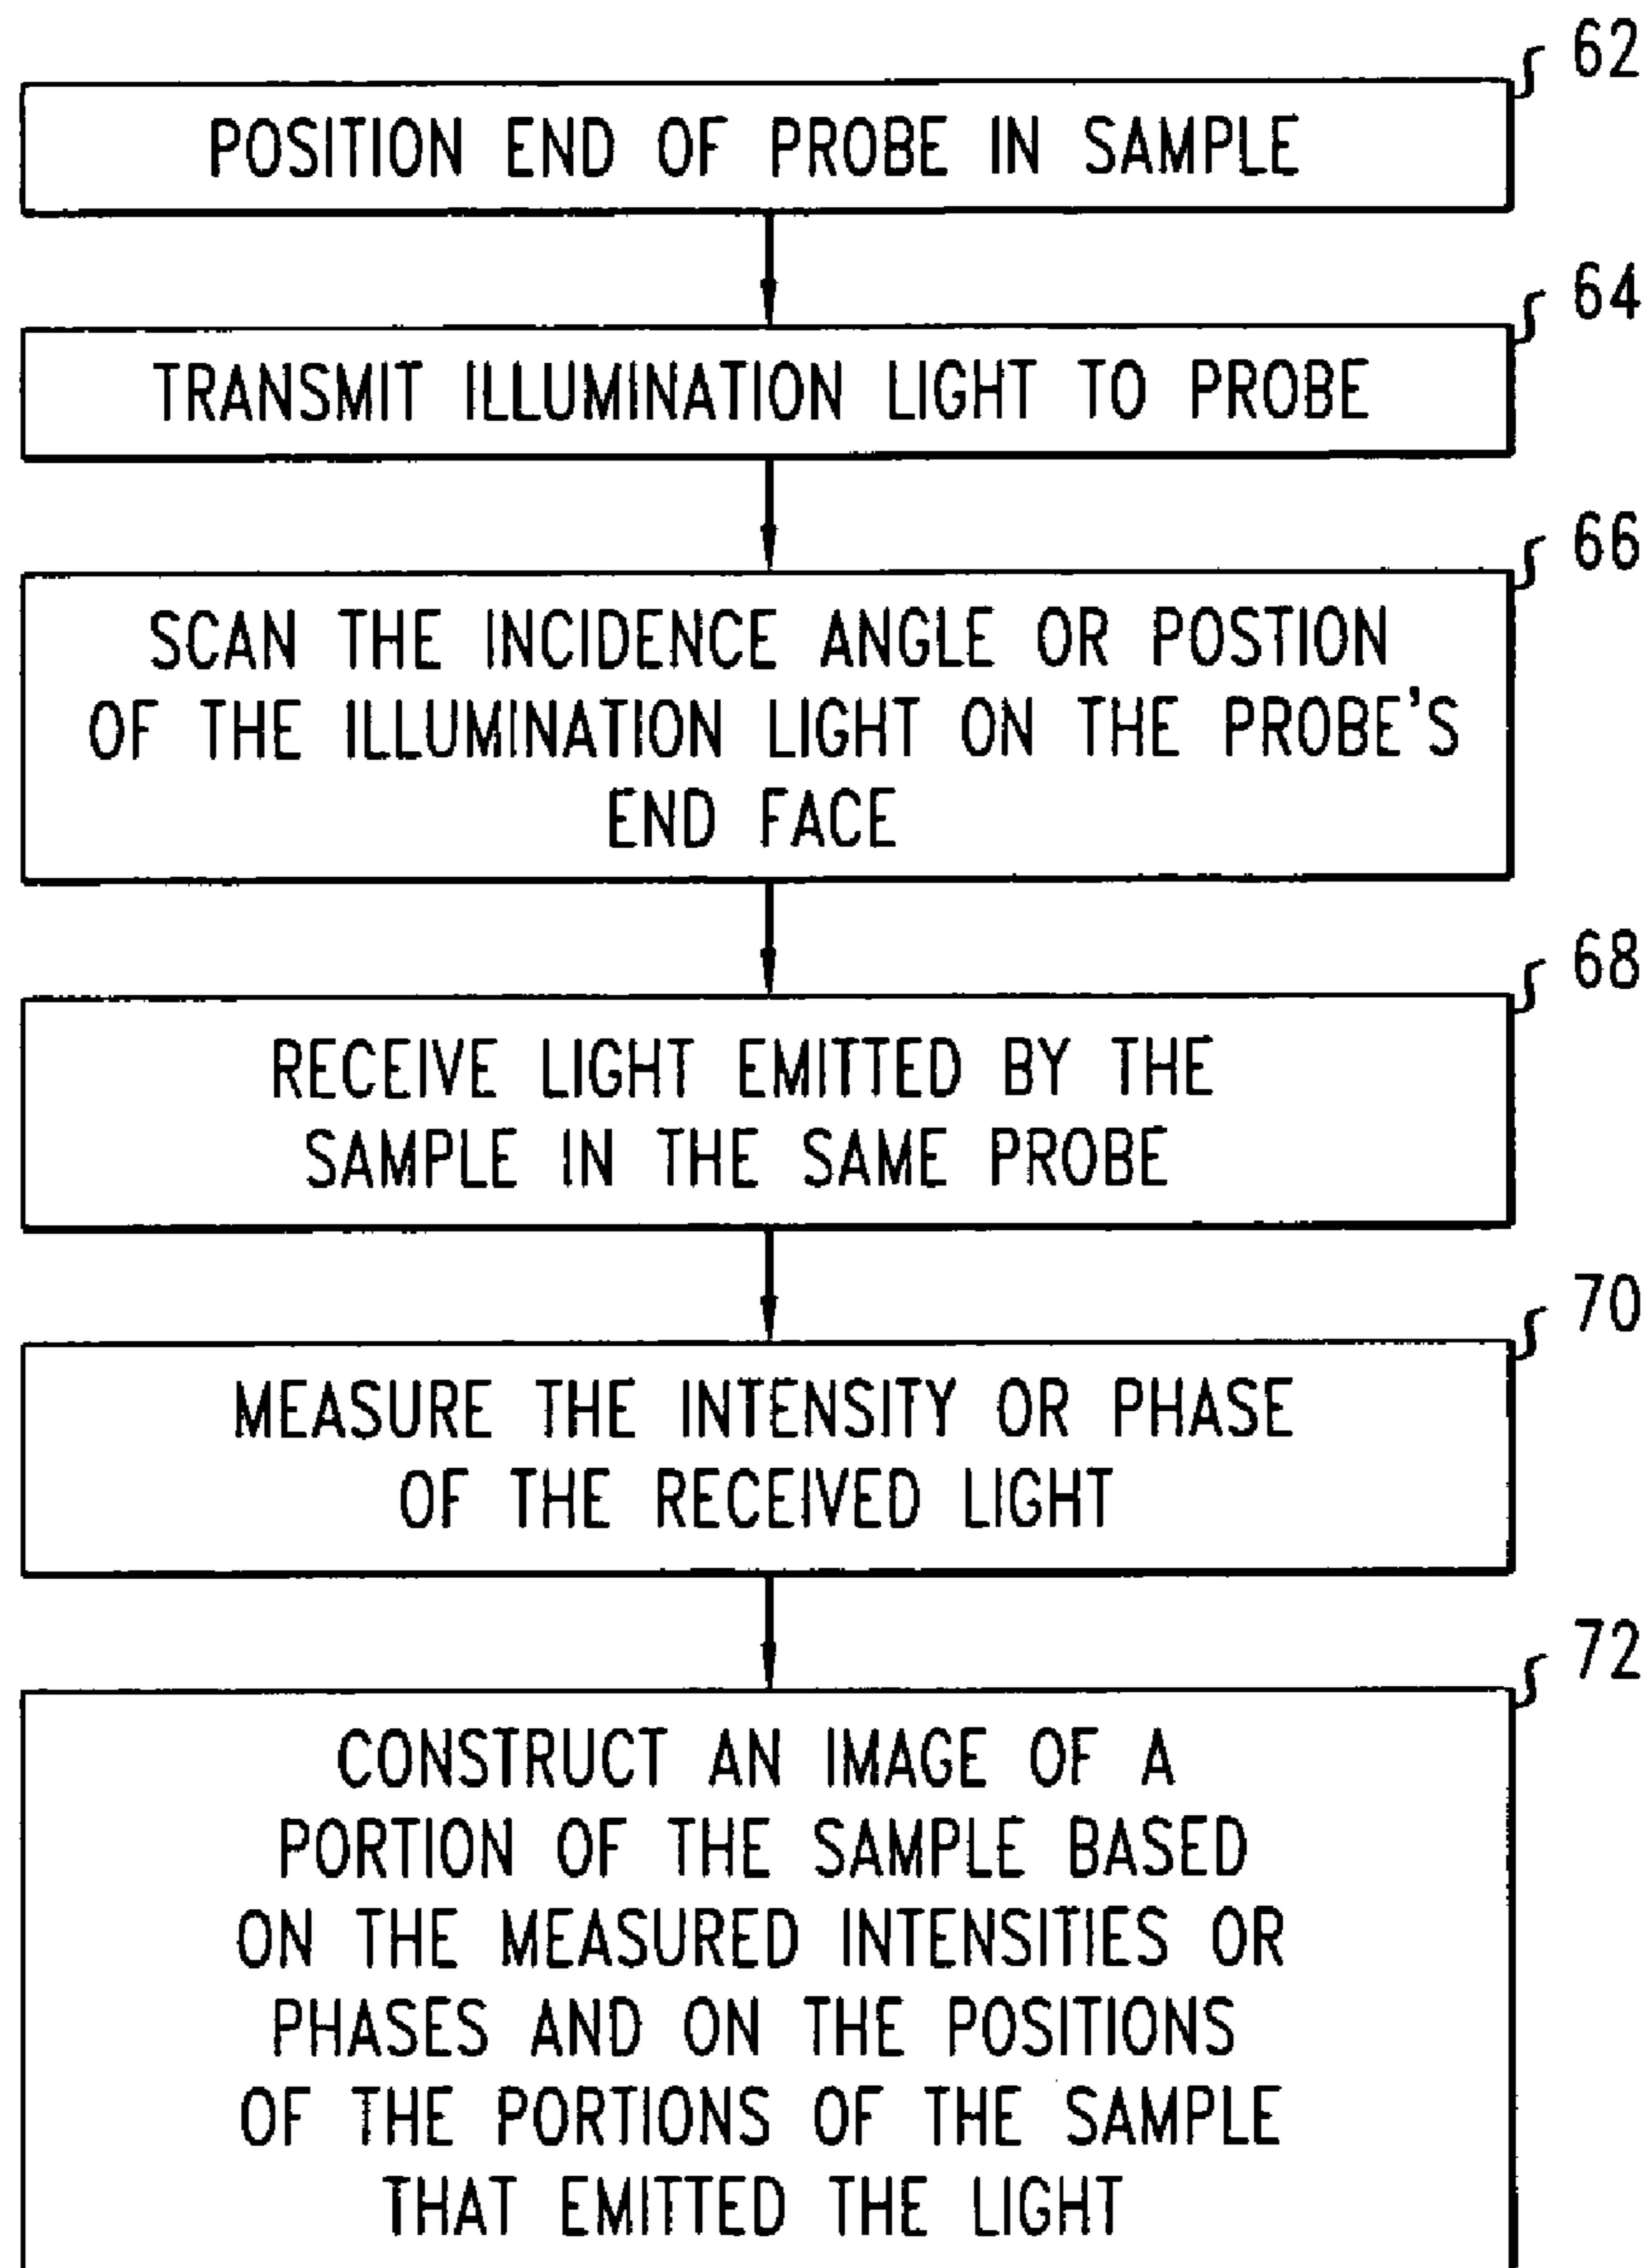 62
POSITION END OF PROBE IN SAMPLE
64
TRANSMIT ILLUMINATION LIGHT TO PROBE
66
SCAN THE INCIDENCE ANGLE OR POSTION
OF THE ILLUMINATION LIGHT ON THE PROBE'S
END FACE
68
RECEIVE LIGHT EMITTED BY THE
SAMPLE IN THE SAME PROBE
70
MEASURE THE INTENSITY OR PHASE
OF THE RECEIVED LIGHT
72
CONSTRUCT AN IMAGE OF A
PORTION OF THE SAMPLE BASED
ON THE MEASURED INTENSITIES OR
PHASES AND ON THE POSITIONS
OF THE PORTIONS OF THE SAMPLE
THAT EMITTED THE LIGHT